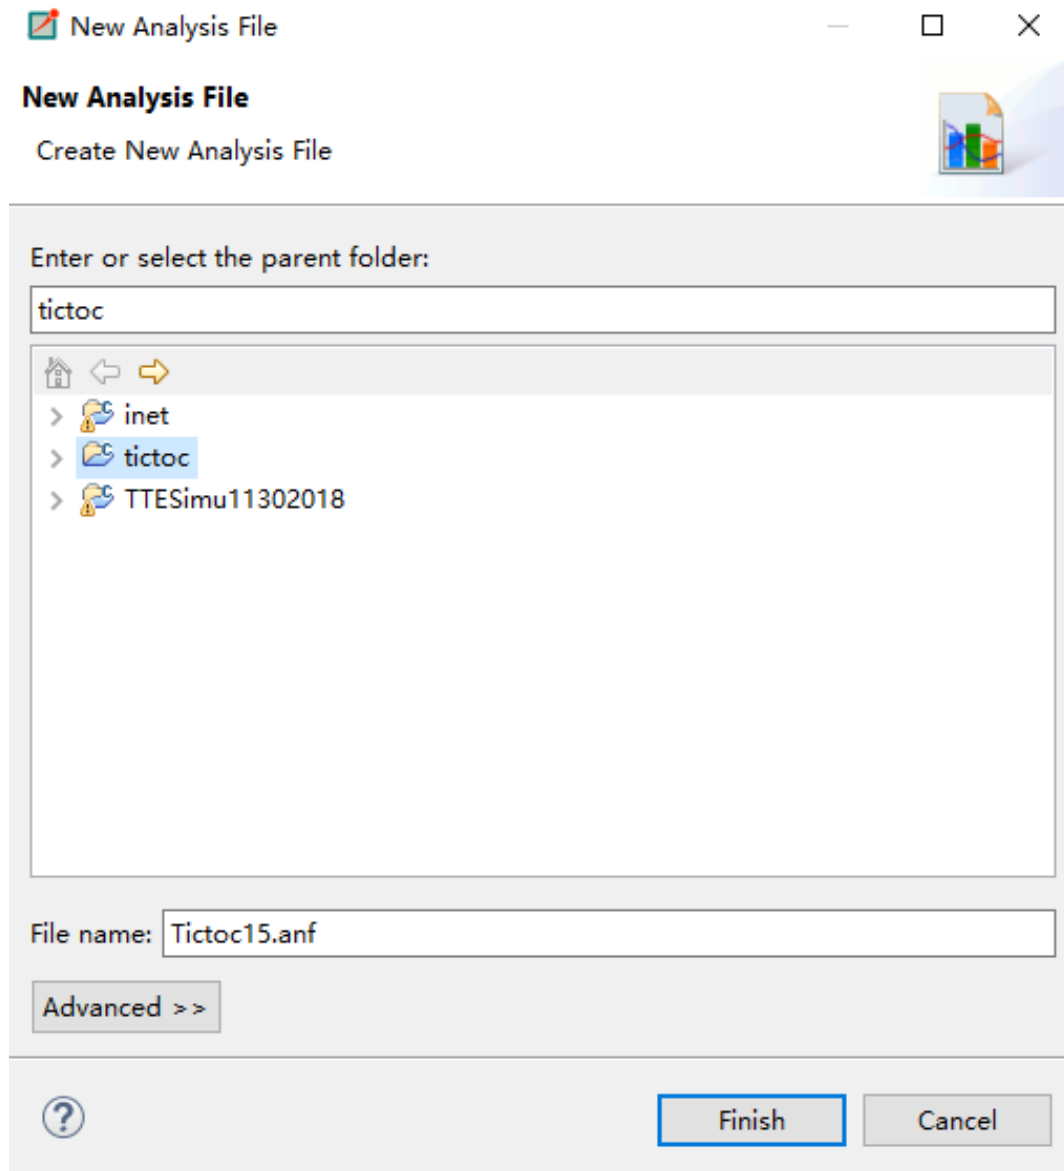 New Analysis File
New Analysis File
Create New Analysis File
Enter or select the parent folder:
tictoc
inet
tictoc
TTESimu11302018
File name: Tictoc15.anf
Advanced >>
Finish Cancel